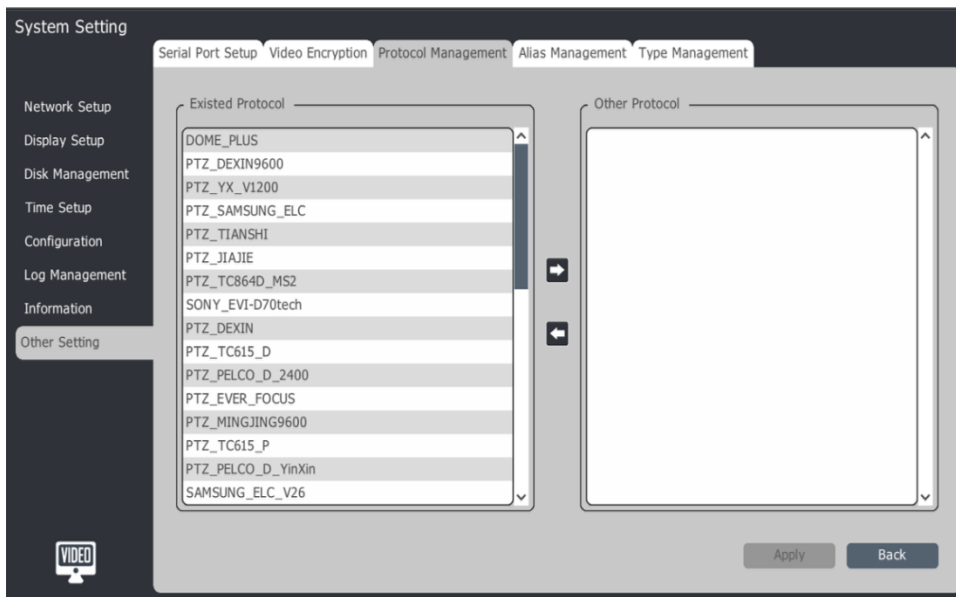 System Setting
Serial Port Setup Video Encryption Protocol Management Alias Management Type Management
Network Setup
Display Setup
Disk Management
Time Setup
Configuration
Log Management
Information
Other Setting
Existed Protocol
DOME_PLUS
PTZ_DEXIN9600
PTZ_YX_V1200
PTZ_SAMSUNG_ELC
PTZ_TIANSHI
PTZ_JIAJIE
PTZ_TC864D_MS2
SONY_EVI-D70tech
PTZ_DEXIN
PTZ_TC615_D
PTZ_PELCO_D_2400
PTZ_EVER_FOCUS
PTZ_MINGJING9600
PTZ_TC615_P
PTZ_PELCO_D_YinXin
SAMSUNG_ELC_V26
Other Protocol
VIDEO
Apply Back